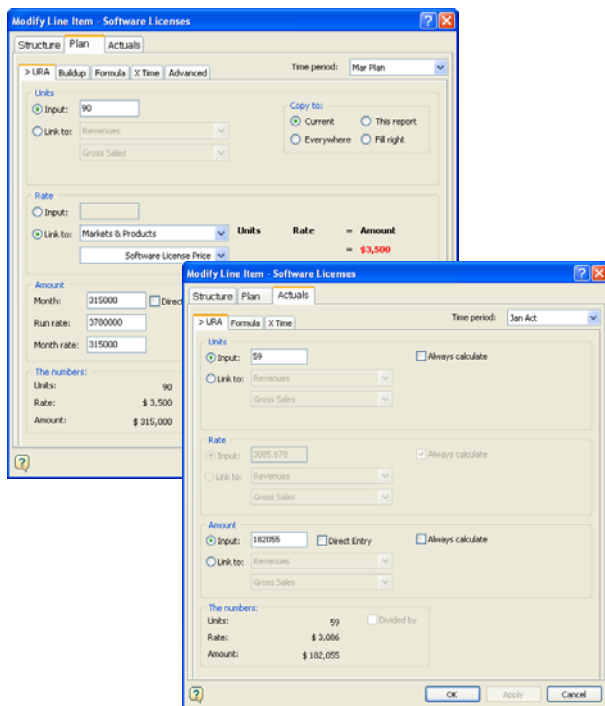 Modify Line Item - Software Licenses
Structure Plan Actuals
> URA Buildup Formula X Time Advanced
Time period: Mar Plan
Units
Input: 90
Link to: Revenues
Gross Sales
Copy to:
Current This report
Everywhere Fill right
Rate
Input:
Link to: Markets & Products
Software License Price
Units Rate = Amount
= $3,500
Amount
Month: 315000 Direct
Run rate: 3780000
Month rate: 315000
The numbers:
Units: 90
Rate: $ 3,500
Amount: $ 315,000
Modify Line Item - Software Licenses
Structure Plan Actuals
> URA Formula X Time
Time period: Jan Act
Units
Input: 59 Always calculate
Link to: Revenues
Gross Sales
Rate
Input: 3085.678 Always calculate
Link to: Revenues
Gross Sales
Amount
Input: 182055 Direct Entry Always calculate
Link to: Revenues
Gross Sales
The numbers:
Units: 59 Divided by
Rate: $ 3,086
Amount: $ 182,055
OK Apply Cancel